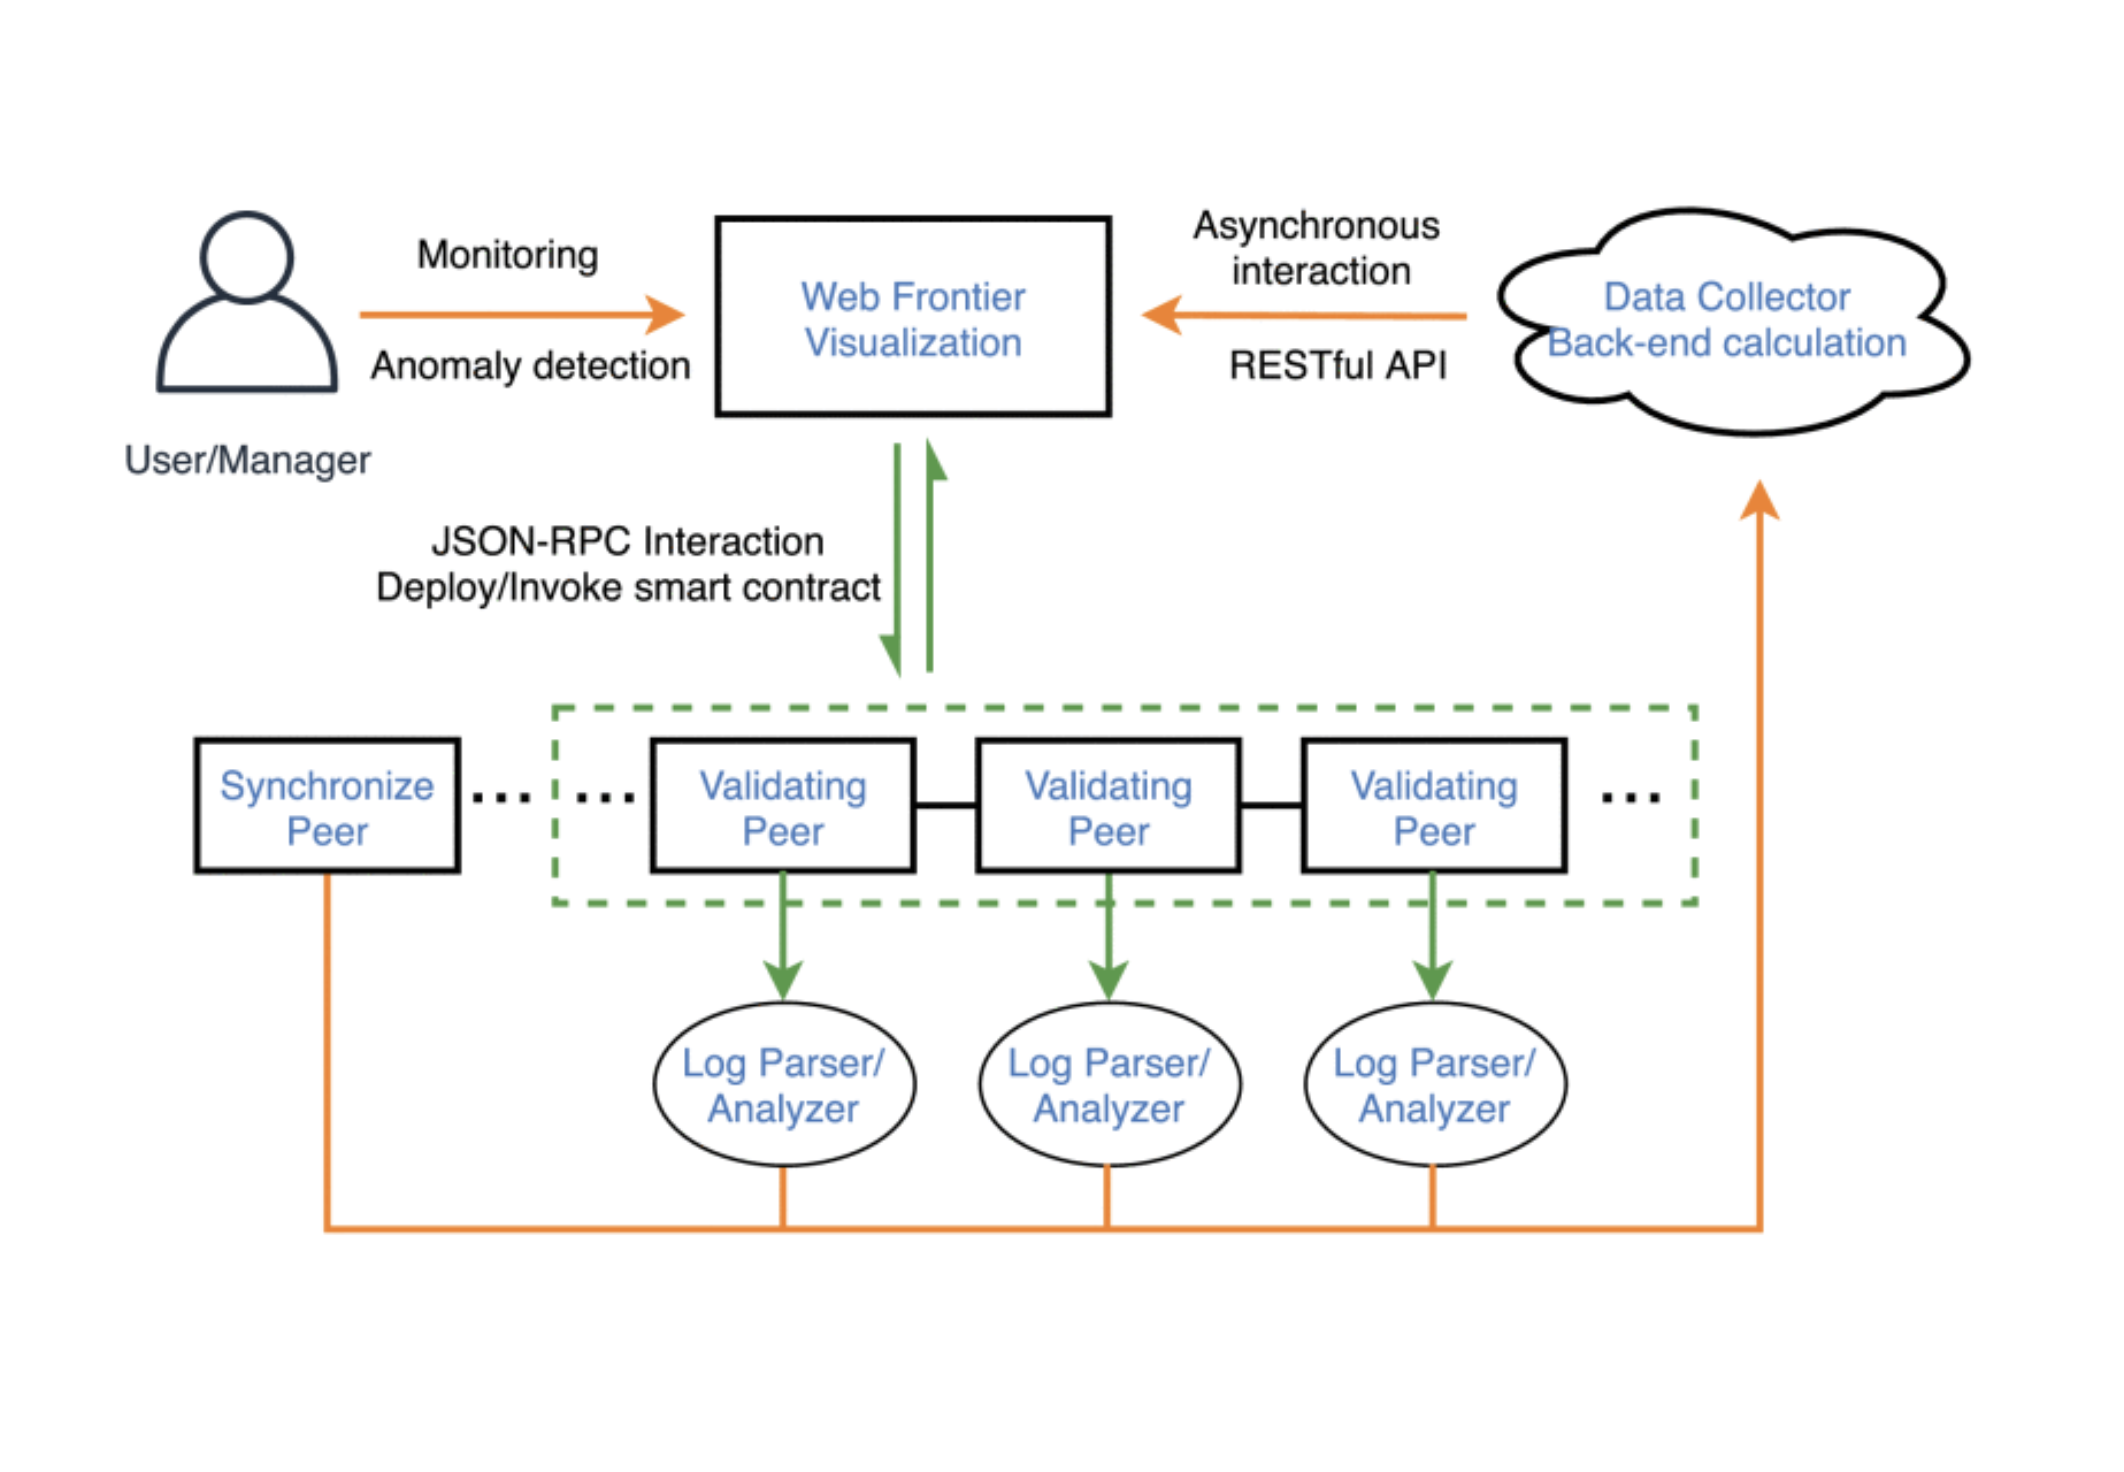 Monitoring
Anomaly detection
User/Manager
Web Frontier
Visualization
Asynchronous
interaction
RESTful API
Data Collector
Back-end calculation
JSON-RPC Interaction
Deploy/Invoke smart contract
Synchronize
Peer
...
...
Validating
Peer
Validating
Peer
Validating
Peer
...
Log Parser/
Analyzer
Log Parser/
Analyzer
Log Parser/
Analyzer